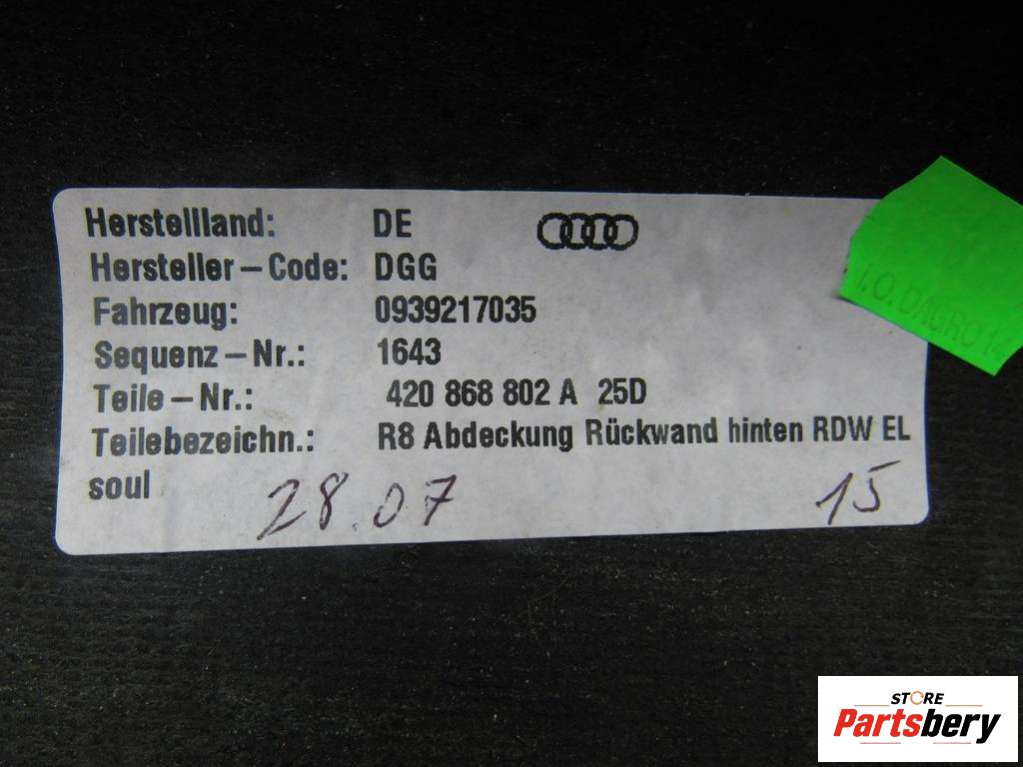 Herstellland: DE
Hersteller-Code: DGG
Fahrzeug: 0939217035
Sequenz-Nr.: 1643
Teile-Nr.: 420 868 802 A 25D
Teilebezeichn.: R8 Abdeckung Rückwand hinten RDW EL
soul
28.07 15
I.O. DAGRO
STORE
Partsbery